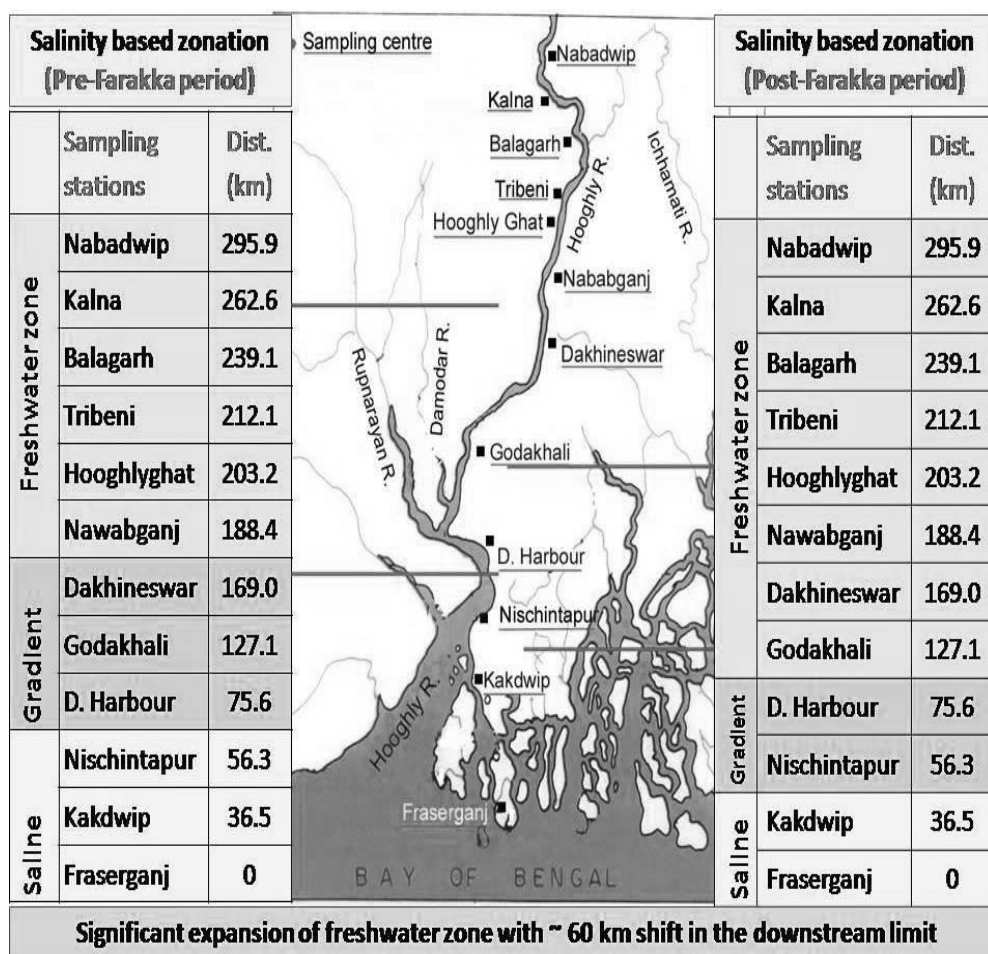 Salinity based zonation
(Pre-Farakka period)
Sampling stations Dist. (km)
Freshwater zone
Nabadwip 295.9
Kalna 262.6
Balagarh 239.1
Tribeni 212.1
Hooghlyghat 203.2
Nawabganj 188.4
Gradient
Dakhineswar 169.0
Godakhali 127.1
D. Harbour 75.6
Saline
Nischintapur 56.3
Kakdwip 36.5
Fraserganj 0
Sampling centre
Nabadwip
Kalna
Balagarh
Tribeni
Hooghly Ghat
Hooghly R.
Ichhamati R.
Nababganj
Dakhineswar
Rupnarayan R.
Damodar R.
Godakhali
D. Harbour
Nischintapur
Kakdwip
Hooghly R.
Fraserganj
BAY OF BENGAL
Salinity based zonation
(Post-Farakka period)
Sampling stations Dist. (km)
Freshwater zone
Nabadwip 295.9
Kalna 262.6
Balagarh 239.1
Tribeni 212.1
Hooghlyghat 203.2
Nawabganj 188.4
Dakhineswar 169.0
Godakhali 127.1
Gradient
D. Harbour 75.6
Nischintapur 56.3
Saline
Kakdwip 36.5
Fraserganj 0
Significant expansion of freshwater zone with ~ 60 km shift in the downstream limit